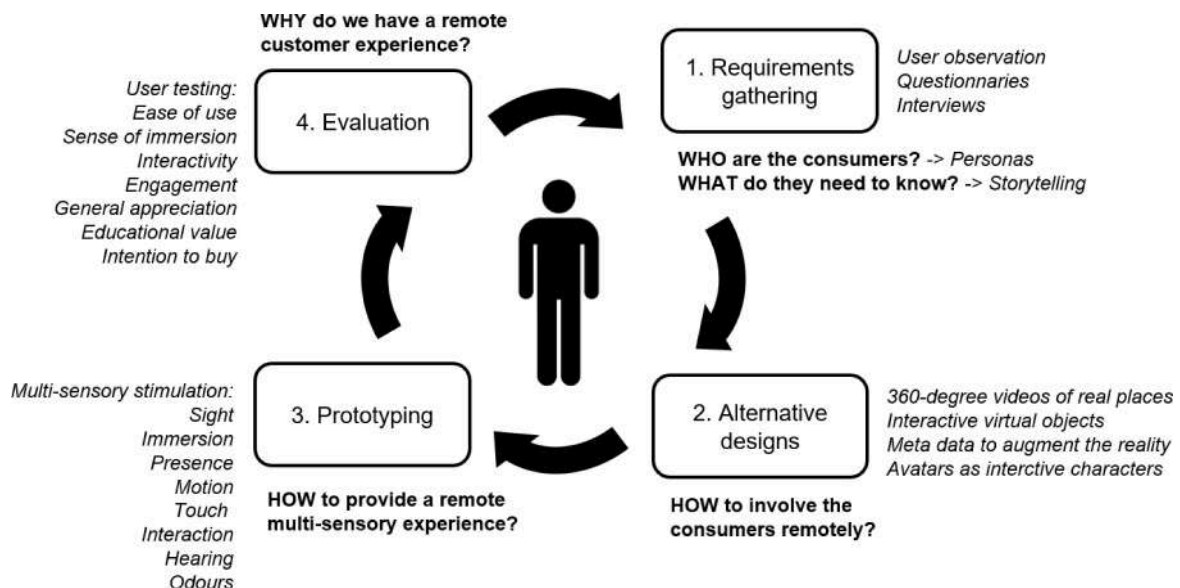 WHY do we have a remote
customer experience?
User testing:
Ease of use
Sense of immersion
Interactivity
Engagement
General appreciation
Educational value
Intention to buy
4. Evaluation
1. Requirements
gathering
User observation
Questionnaries
Interviews
WHO are the consumers? -> Personas
WHAT do they need to know? -> Storytelling
Multi-sensory stimulation:
Sight
Immersion
Presence
Motion
Touch
Interaction
Hearing
Odours
3. Prototyping
HOW to provide a remote
multi-sensory experience?
2. Alternative
designs
360-degree videos of real places
Interactive virtual objects
Meta data to augment the reality
Avatars as interctive characters
HOW to involve the
consumers remotely?